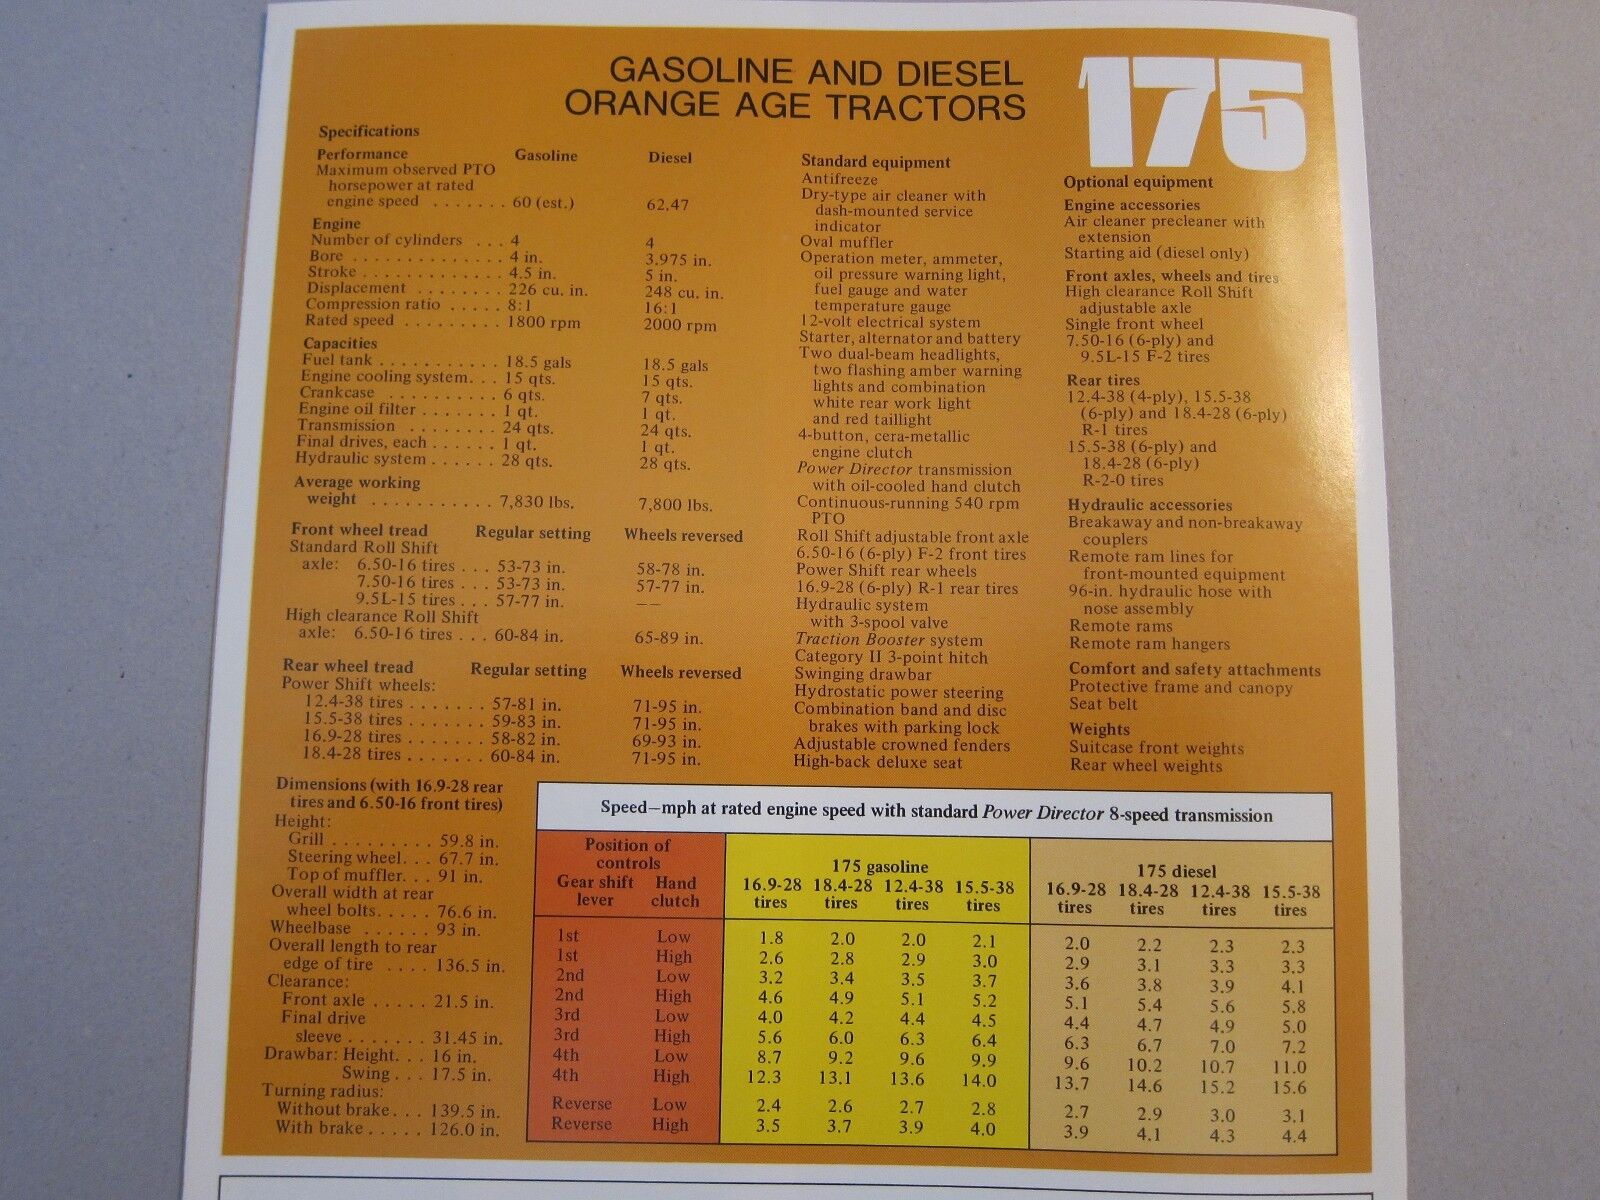 GASOLINE AND DIESEL
ORANGE AGE TRACTORS
175
Specifications
Performance Gasoline Diesel
Maximum observed PTO
horsepower at rated
engine speed . . . . . . . 60 (est.) 62.47
Engine
Number of cylinders . . . 4 4
Bore . . . . . . . . . . . . . . 4 in. 3.975 in.
Stroke . . . . . . . . . . . . . 4.5 in. 5 in.
Displacement . . . . . . . . 226 cu. in. 248 cu. in.
Compression ratio . . . . . 8:1 16:1
Rated speed . . . . . . . . . 1800 rpm 2000 rpm
Capacities
Fuel tank . . . . . . . . . . . 18.5 gals 18.5 gals
Engine cooling system. . . 15 qts. 15 qts.
Crankcase . . . . . . . . . . 6 qts. 7 qts.
Engine oil filter . . . . . . . 1 qt. 1 qt.
Transmission . . . . . . . . 24 qts. 24 qts.
Final drives, each . . . . . . 1 qt. 1 qt.
Hydraulic system . . . . . . 28 qts. 28 qts.
Average working
weight . . . . . . . . . . . 7,830 lbs. 7,800 lbs.
Front wheel tread Regular setting Wheels reversed
Standard Roll Shift
axle: 6.50-16 tires . . . 53-73 in. 58-78 in.
7.50-16 tires . . . 53-73 in. 57-77 in.
9.5L-15 tires . . . 57-77 in. --
High clearance Roll Shift
axle: 6.50-16 tires . . . 60-84 in. 65-89 in.
Rear wheel tread Regular setting Wheels reversed
Power Shift wheels:
12.4-38 tires . . . . . . . 57-81 in. 71-95 in.
15.5-38 tires . . . . . . . 59-83 in. 71-95 in.
16.9-28 tires . . . . . . . 58-82 in. 69-93 in.
18.4-28 tires . . . . . . . 60-84 in. 71-95 in.
Dimensions (with 16.9-28 rear
tires and 6.50-16 front tires)
Height:
Grill . . . . . . . . . 59.8 in.
Steering wheel. . . 67.7 in.
Top of muffler. . . 91 in.
Overall width at rear
wheel bolts. . . . . 76.6 in.
Wheelbase . . . . . . 93 in.
Overall length to rear
edge of tire . . . . 136.5 in.
Clearance:
Front axle . . . . . 21.5 in.
Final drive
sleeve . . . . . . . 31.45 in.
Drawbar: Height. . . 16 in.
Swing . . . 17.5 in.
Turning radius:
Without brake. . . 139.5 in.
With brake . . . . . 126.0 in.
Standard equipment
Antifreeze
Dry-type air cleaner with
dash-mounted service
indicator
Oval muffler
Operation meter, ammeter,
oil pressure warning light,
fuel gauge and water
temperature gauge
12-volt electrical system
Starter, alternator and battery
Two dual-beam headlights,
two flashing amber warning
lights and combination
white rear work light
and red taillight
4-button, cera-metallic
engine clutch
Power Director transmission
with oil-cooled hand clutch
Continuous-running 540 rpm
PTO
Roll Shift adjustable front axle
6.50-16 (6-ply) F-2 front tires
Power Shift rear wheels
16.9-28 (6-ply) R-1 rear tires
Hydraulic system
with 3-spool valve
Traction Booster system
Category II 3-point hitch
Swinging drawbar
Hydrostatic power steering
Combination band and disc
brakes with parking lock
Adjustable crowned fenders
High-back deluxe seat
Optional equipment
Engine accessories
Air cleaner precleaner with
extension
Starting aid (diesel only)
Front axles, wheels and tires
High clearance Roll Shift
adjustable axle
Single front wheel
7.50-16 (6-ply) and
9.5L-15 F-2 tires
Rear tires
12.4-38 (4-ply), 15.5-38
(6-ply) and 18.4-28 (6-ply)
R-1 tires
15.5-38 (6-ply) and
18.4-28 (6-ply)
R-2-0 tires
Hydraulic accessories
Breakaway and non-breakaway
couplers
Remote ram lines for
front-mounted equipment
96-in. hydraulic hose with
nose assembly
Remote rams
Remote ram hangers
Comfort and safety attachments
Protective frame and canopy
Seat belt
Weights
Suitcase front weights
Rear wheel weights
Speed—mph at rated engine speed with standard Power Director 8-speed transmission
Position of
controls 175 gasoline 175 diesel
Gear shift Hand 16.9-28 18.4-28 12.4-38 15.5-38 16.9-28 18.4-28 12.4-38 15.5-38
lever clutch tires tires tires tires tires tires tires tires
1st Low 1.8 2.0 2.0 2.1 2.0 2.2 2.3 2.3
1st High 2.6 2.8 2.9 3.0 2.9 3.1 3.3 3.3
2nd Low 3.2 3.4 3.5 3.7 3.6 3.8 3.9 4.1
2nd High 4.6 4.9 5.1 5.2 5.1 5.4 5.6 5.8
3rd Low 4.0 4.2 4.4 4.5 4.4 4.7 4.9 5.0
3rd High 5.6 6.0 6.3 6.4 6.3 6.7 7.0 7.2
4th Low 8.7 9.2 9.6 9.9 9.6 10.2 10.7 11.0
4th High 12.3 13.1 13.6 14.0 13.7 14.6 15.2 15.6
Reverse Low 2.4 2.6 2.7 2.8 2.7 2.9 3.0 3.1
Reverse High 3.5 3.7 3.9 4.0 3.9 4.1 4.3 4.4